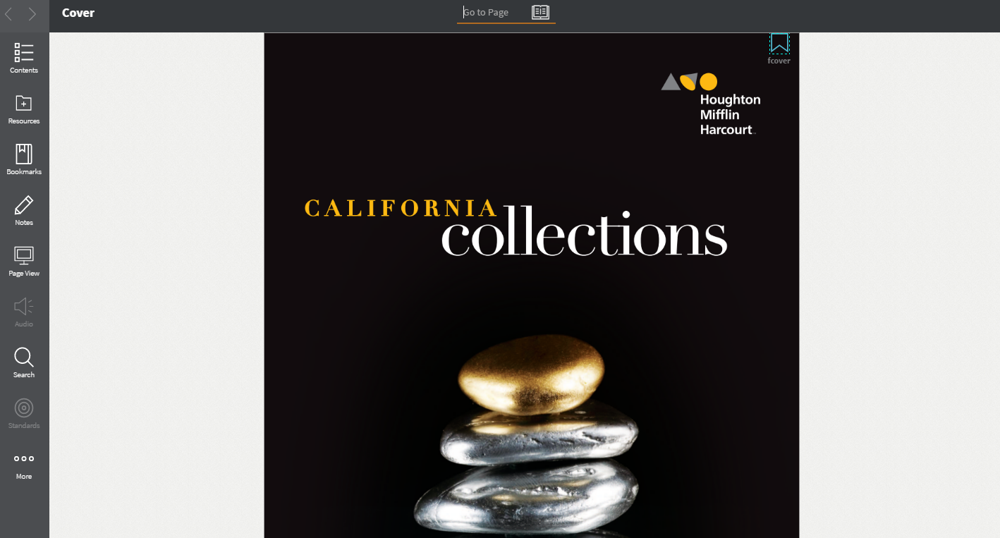 Cover
Go to Page
Contents
Resources
Bookmarks
Notes
Page View
Audio
Search
Standards
More
fcover
Houghton
Mifflin
Harcourt
CALIFORNIA
collections